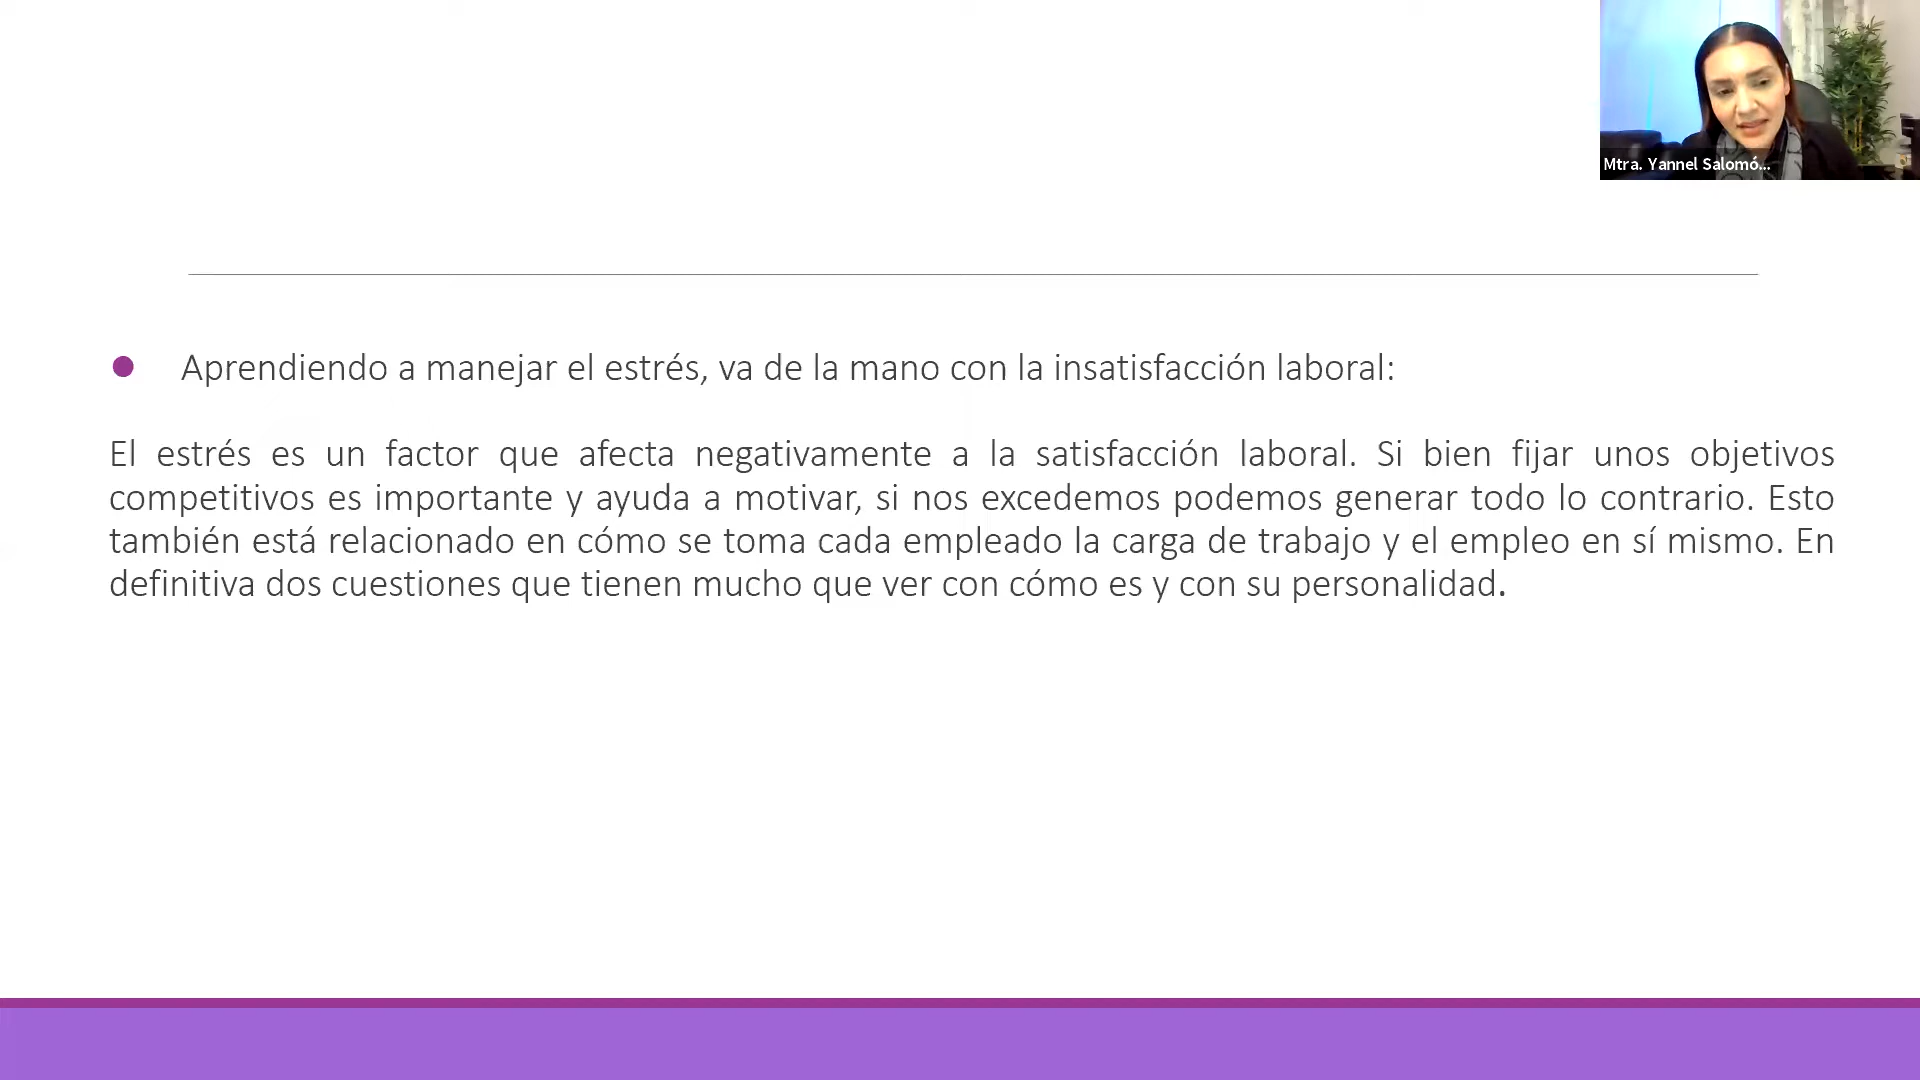 Mtra. Yannel Salomó...
Aprendiendo a manejar el estrés, va de la mano con la insatisfacción laboral:
El estrés es un factor que afecta negativamente a la satisfacción laboral. Si bien fijar unos objetivos
competitivos es importante y ayuda a motivar, si nos excedemos podemos generar todo lo contrario. Esto
también está relacionado en cómo se toma cada empleado la carga de trabajo y el empleo en sí mismo. En
definitiva dos cuestiones que tienen mucho que ver con cómo es y con su personalidad.